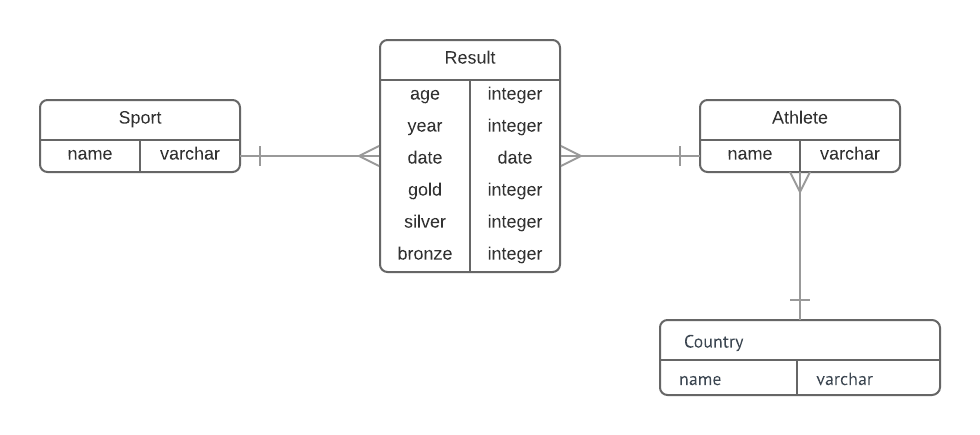 Sport
name varchar
Result
age integer
year integer
date date
gold integer
silver integer
bronze integer
Athlete
name varchar
Country
name varchar